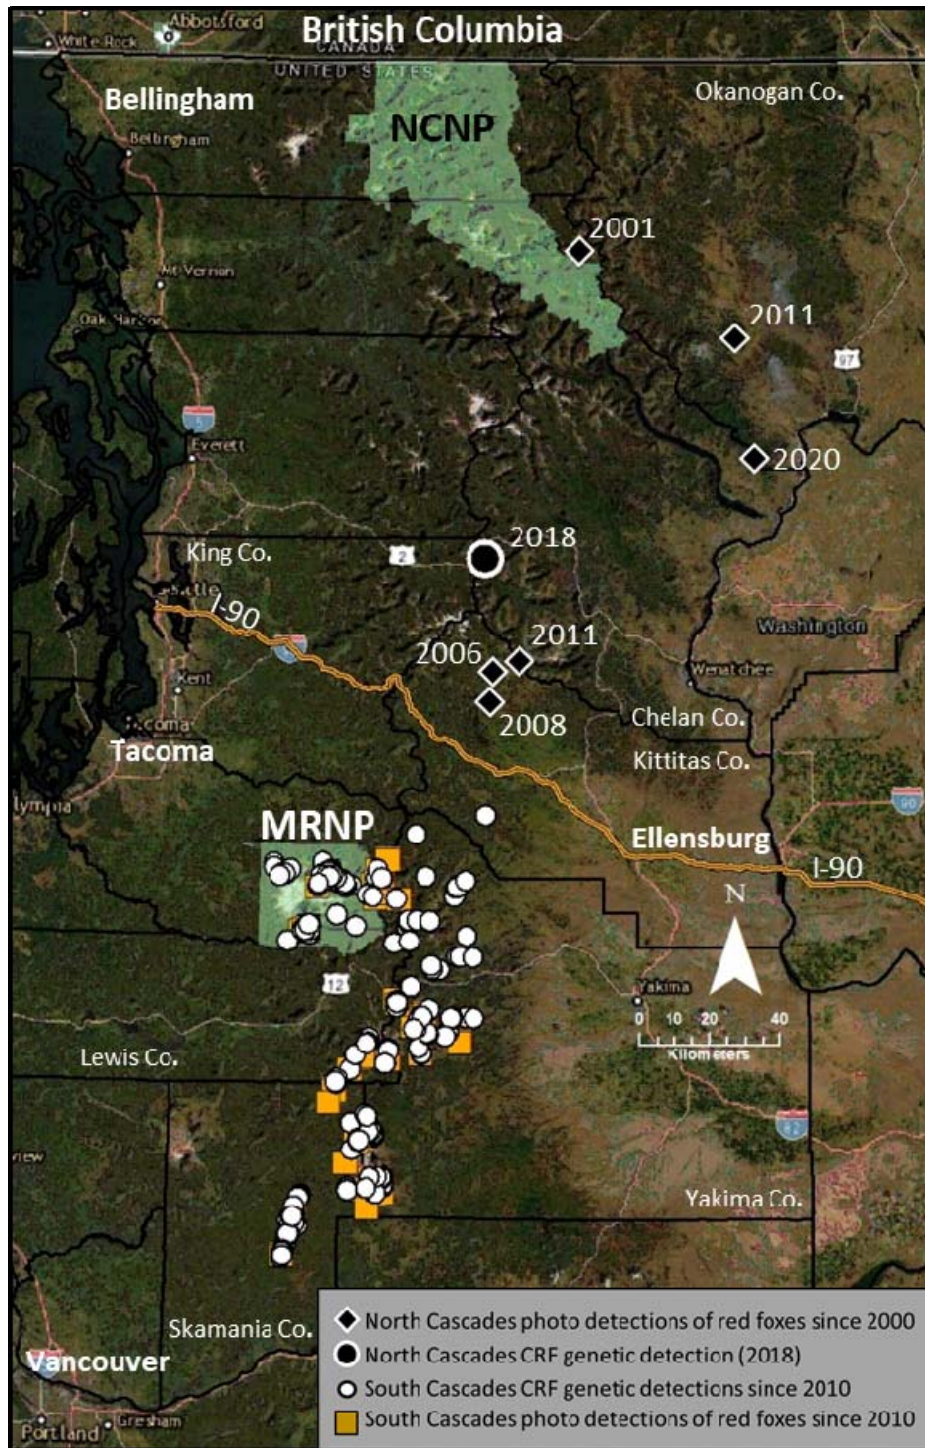 Abbotsford
British Columbia
White Rock
CANADA
UNITED STATES
Okanogan Co.
Bellingham
NCNP
Bellingham
2001
Mt Vernon
2011
Oak Harbor
97
5
Everett
2020
2018
King Co.
2
Seattle
I-90
2011
Washington
2006
Wenatchee
Kent
2008
Chelan Co.
Tacoma
Kittitas Co.
90
MRNP
Ellensburg
I-90
N
12
Yakima
0 10 20 40
Kilometers
Lewis Co.
82
view
Yakima Co.
Skamania Co.
Vancouver
Portland
Gresham
North Cascades photo detections of red foxes since 2000
North Cascades CRF genetic detection (2018)
South Cascades CRF genetic detections since 2010
South Cascades photo detections of red foxes since 2010